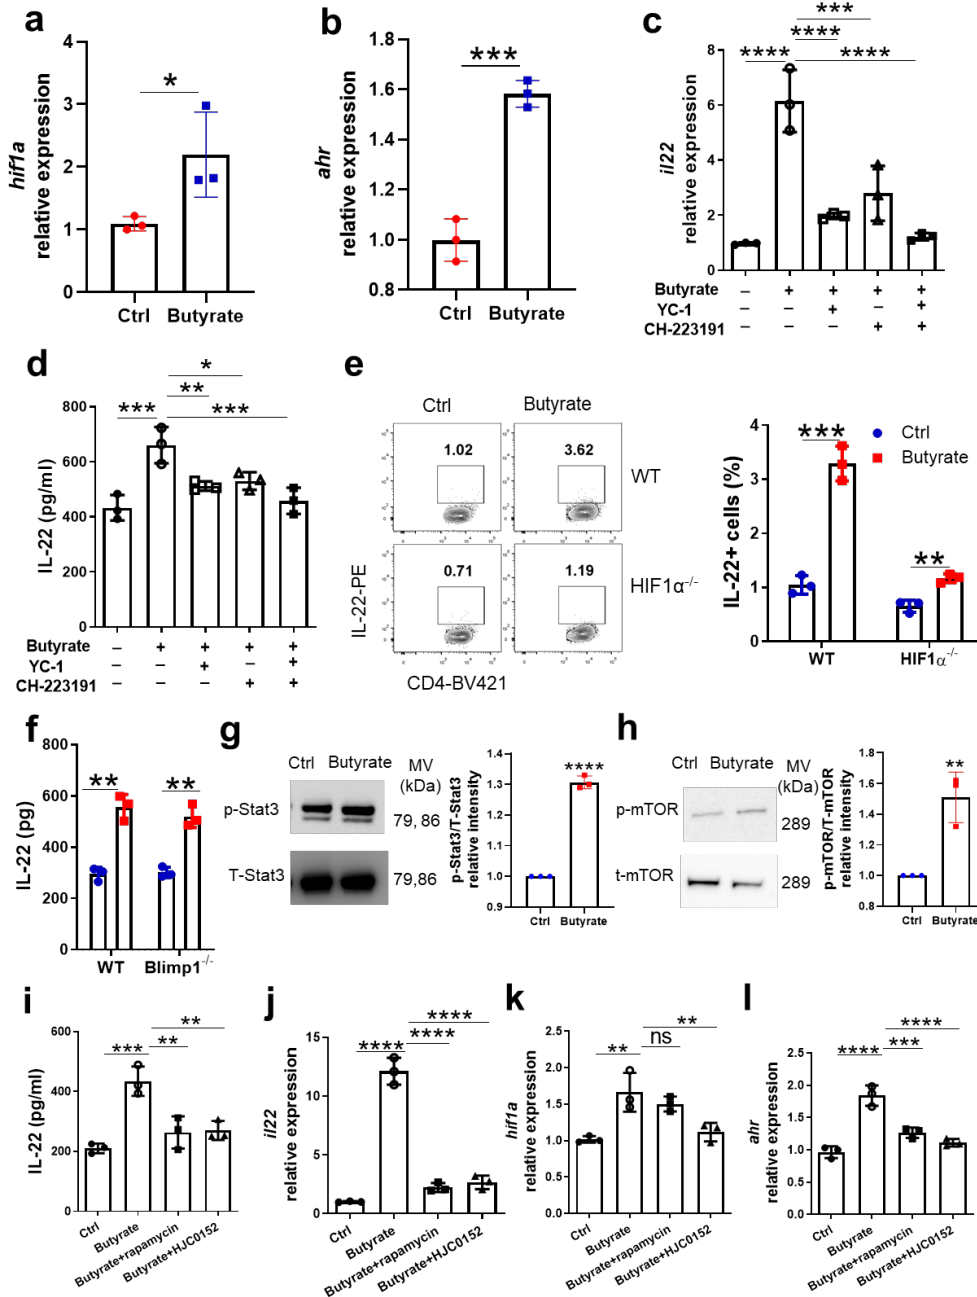 a
hif1a
relative expression
4
3
2
1
0
*
Ctrl Butyrate
b
ahr
relative expression
1.8
1.6
1.4
1.2
1.0
0.8
***
Ctrl Butyrate
c
il22
relative expression
8
6
4
2
0
***
****
**** ****
Butyrate – + + + +
YC-1 – – + – +
CH-223191 – – – + +
d
IL-22 (pg/ml)
800
600
400
200
0
*
**
*** ***
Butyrate – + + + +
YC-1 – – + – +
CH-223191 – – – + +
e
Ctrl Butyrate
1.02 3.62
WT
0.71 1.19
HIF1α-/-
IL-22-PE
CD4-BV421
IL-22+ cells (%)
4
3
2
1
0
***
**
Ctrl
Butyrate
WT HIF1α-/-
f
IL-22 (pg)
800
600
400
200
0
** **
WT Blimp1-/-
g
Ctrl Butyrate MV
(kDa)
p-Stat3 79, 86
T-Stat3 79,86
p-Stat3/T-Stat3
relative intensity
1.4
1.3
1.2
1.1
1.0
0.9
****
Ctrl Butyrate
h
Ctrl Butyrate MV
(kDa)
p-mTOR 289
t-mTOR 289
p-mTOR/T-mTOR
relative intensity
1.8
1.6
1.4
1.2
1.0
0.8
**
Ctrl Butyrate
i
IL-22 (pg/ml)
600
400
200
0
**
*** **
Ctrl
Butyrate
Butyrate+rapamycin
Butyrate+HJC0152
j
il22
relative expression
15
10
5
0
****
**** ****
Ctrl
Butyrate
Butyrate+rapamycin
Butyrate+HJC0152
k
hif1a
relative expression
2.5
2.0
1.5
1.0
0.5
0.0
**
** ns
Ctrl
Butyrate
Butyrate+rapamycin
Butyrate+HJC0152
l
ahr
relative expression
2.5
2.0
1.5
1.0
0.5
0.0
****
**** ***
Ctrl
Butyrate
Butyrate+rapamycin
Butyrate+HJC0152